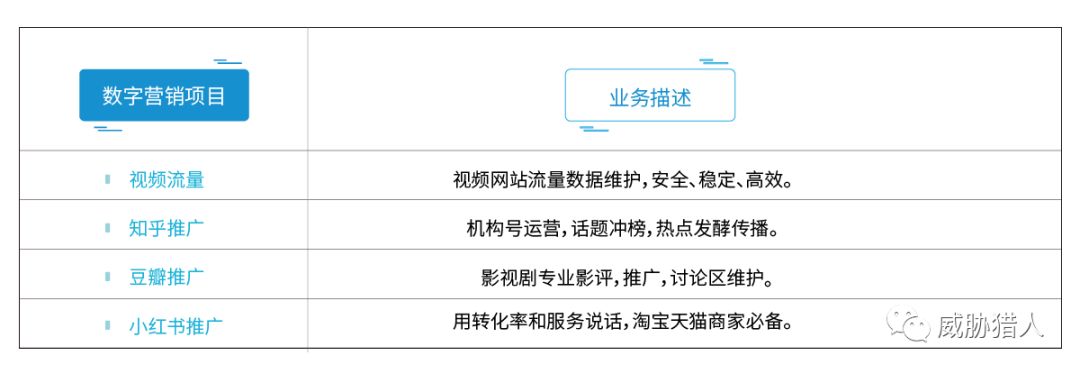 数字营销项目
业务描述
视频流量
视频网站流量数据维护,安全、稳定、高效。
知乎推广
机构号运营,话题冲榜,热点发酵传播。
豆瓣推广
影视剧专业影评,推广,讨论区维护。
小红书推广
用转化率和服务说话,淘宝天猫商家必备。
威胁猎人